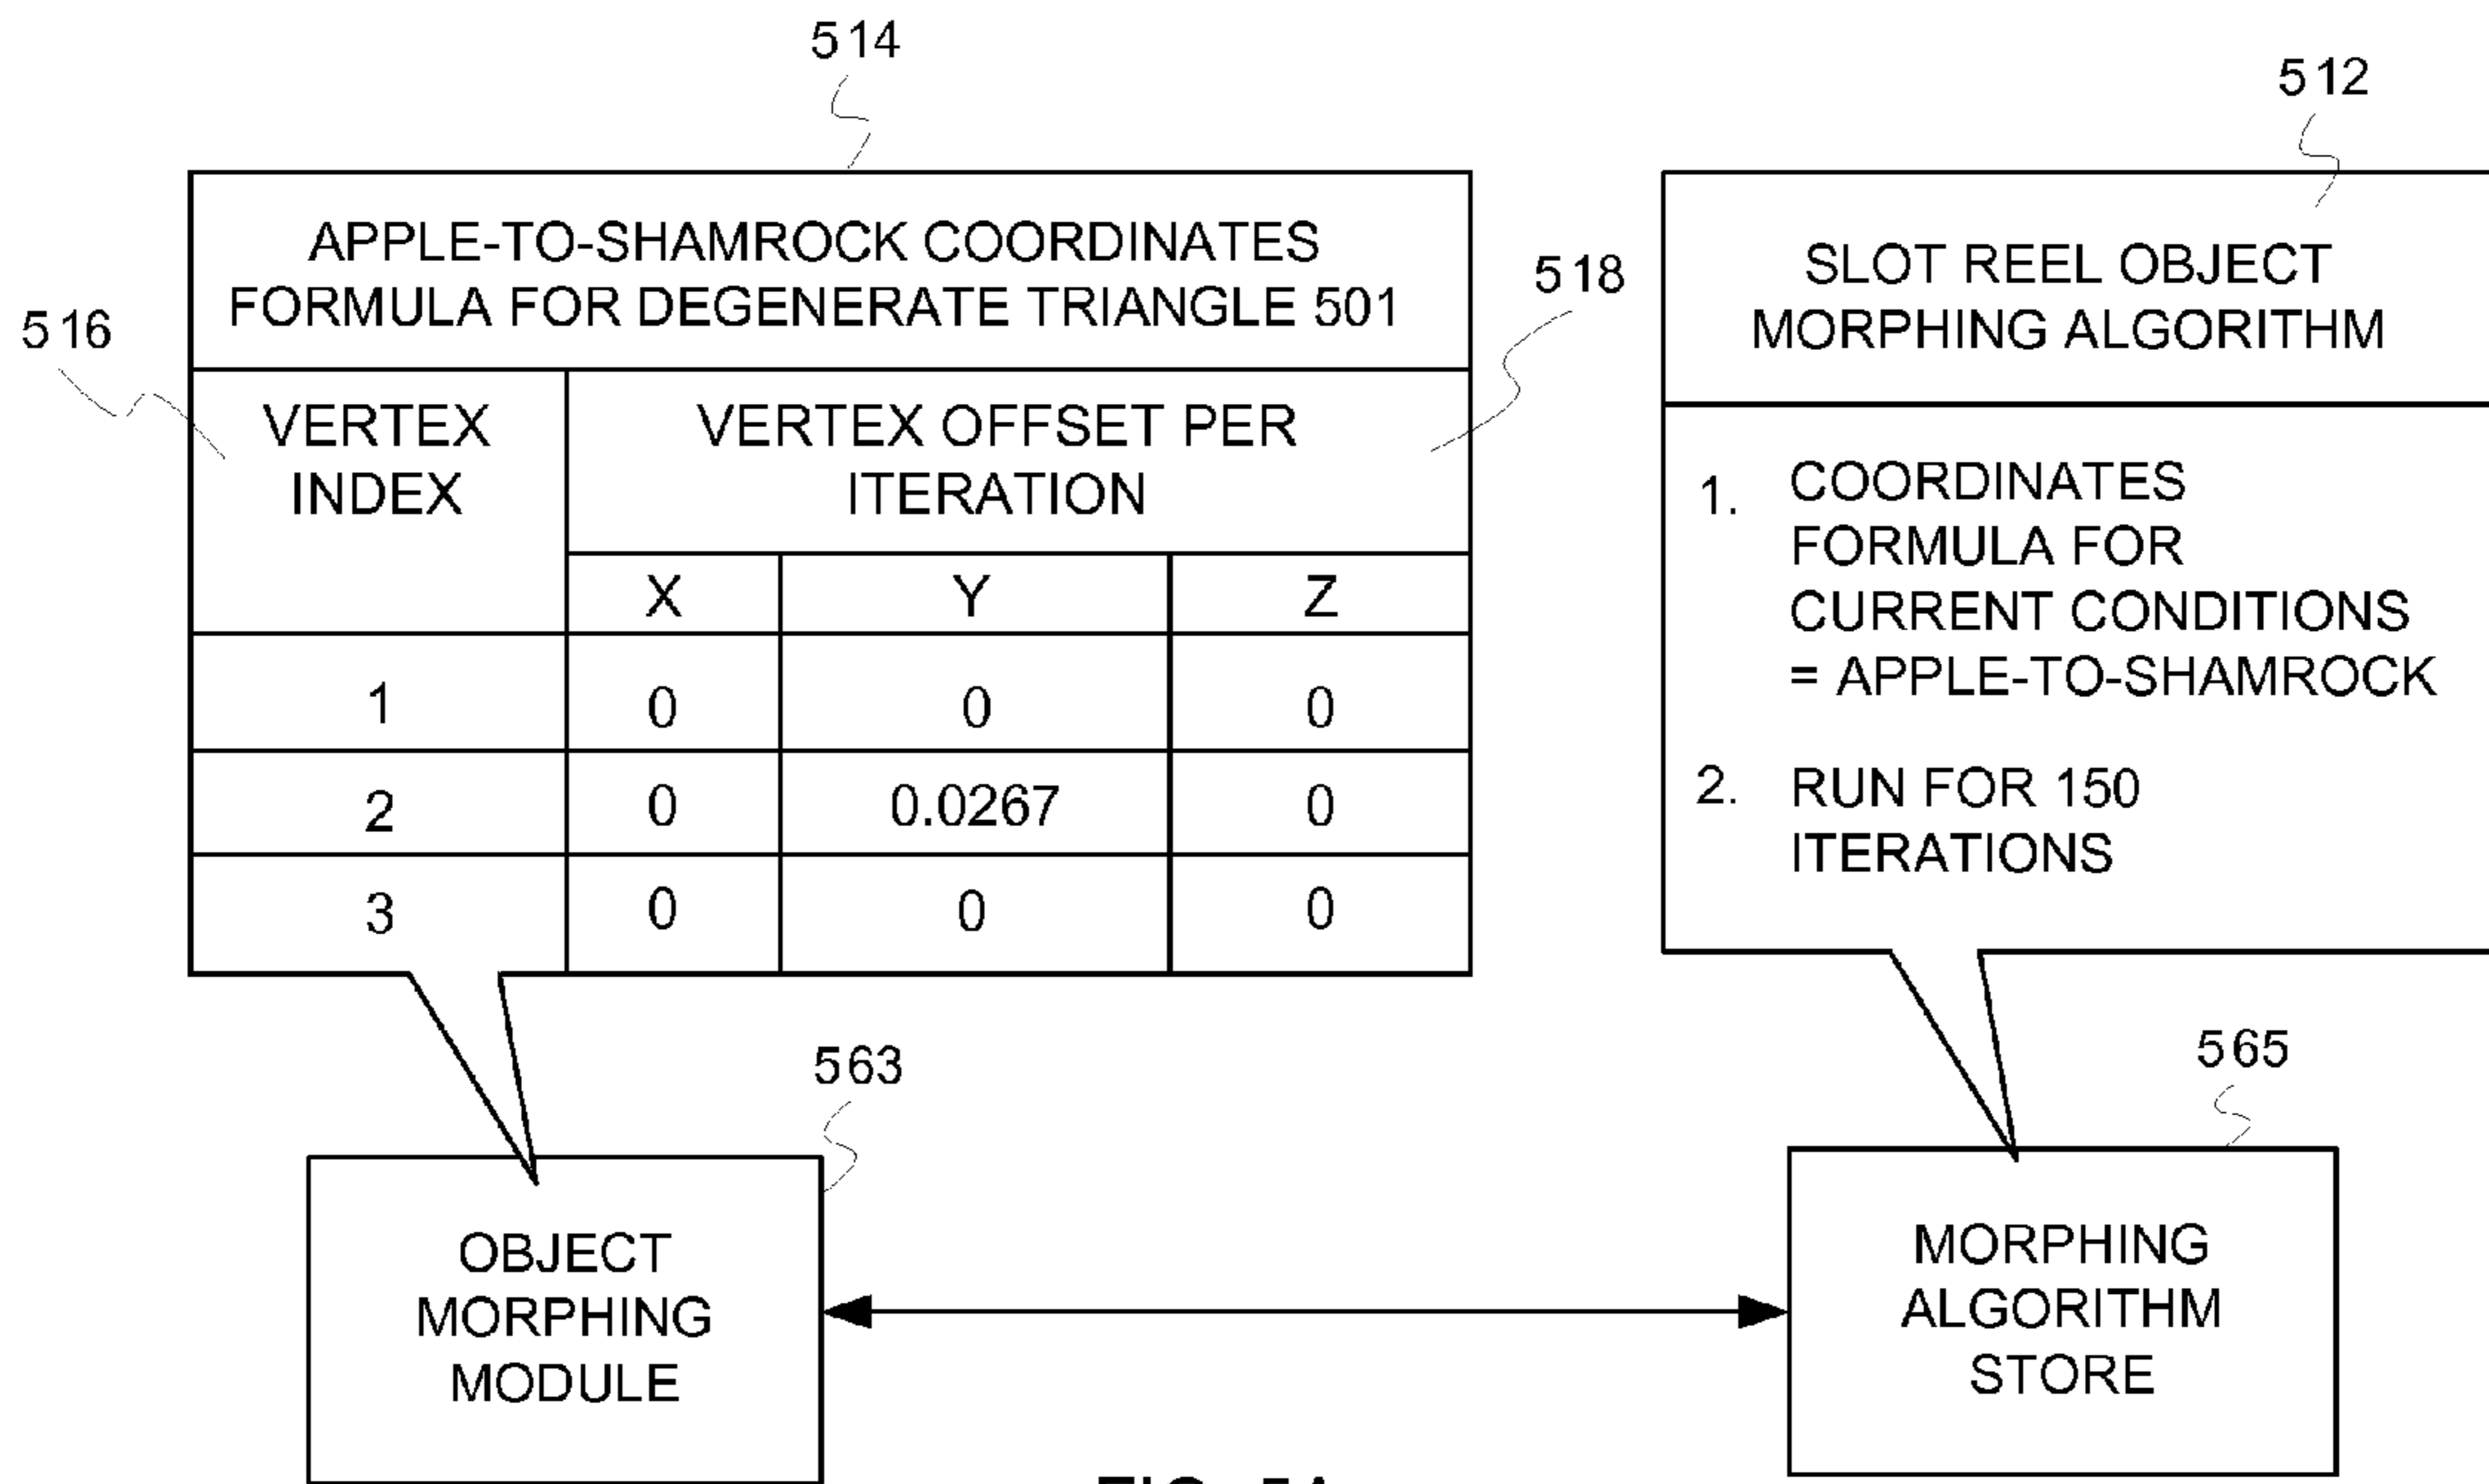 514
512
APPLE-TO-SHAMROCK COORDINATES
FORMULA FOR DEGENERATE TRIANGLE 501
516
518
VERTEX
INDEX
VERTEX OFFSET PER
ITERATION
X Y Z
1 0 0 0
2 0 0.0267 0
3 0 0 0
SLOT REEL OBJECT
MORPHING ALGORITHM
1. COORDINATES
FORMULA FOR
CURRENT CONDITIONS
= APPLE-TO-SHAMROCK
2. RUN FOR 150
ITERATIONS
563
565
OBJECT
MORPHING
MODULE
MORPHING
ALGORITHM
STORE